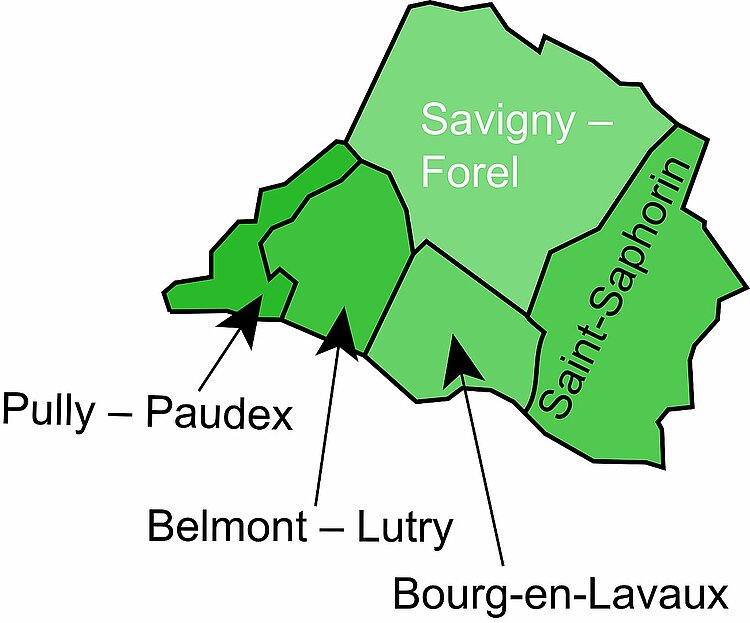 Savigny –
Forel
Saint-Saphorin
Pully – Paudex
Belmont – Lutry
Bourg-en-Lavaux